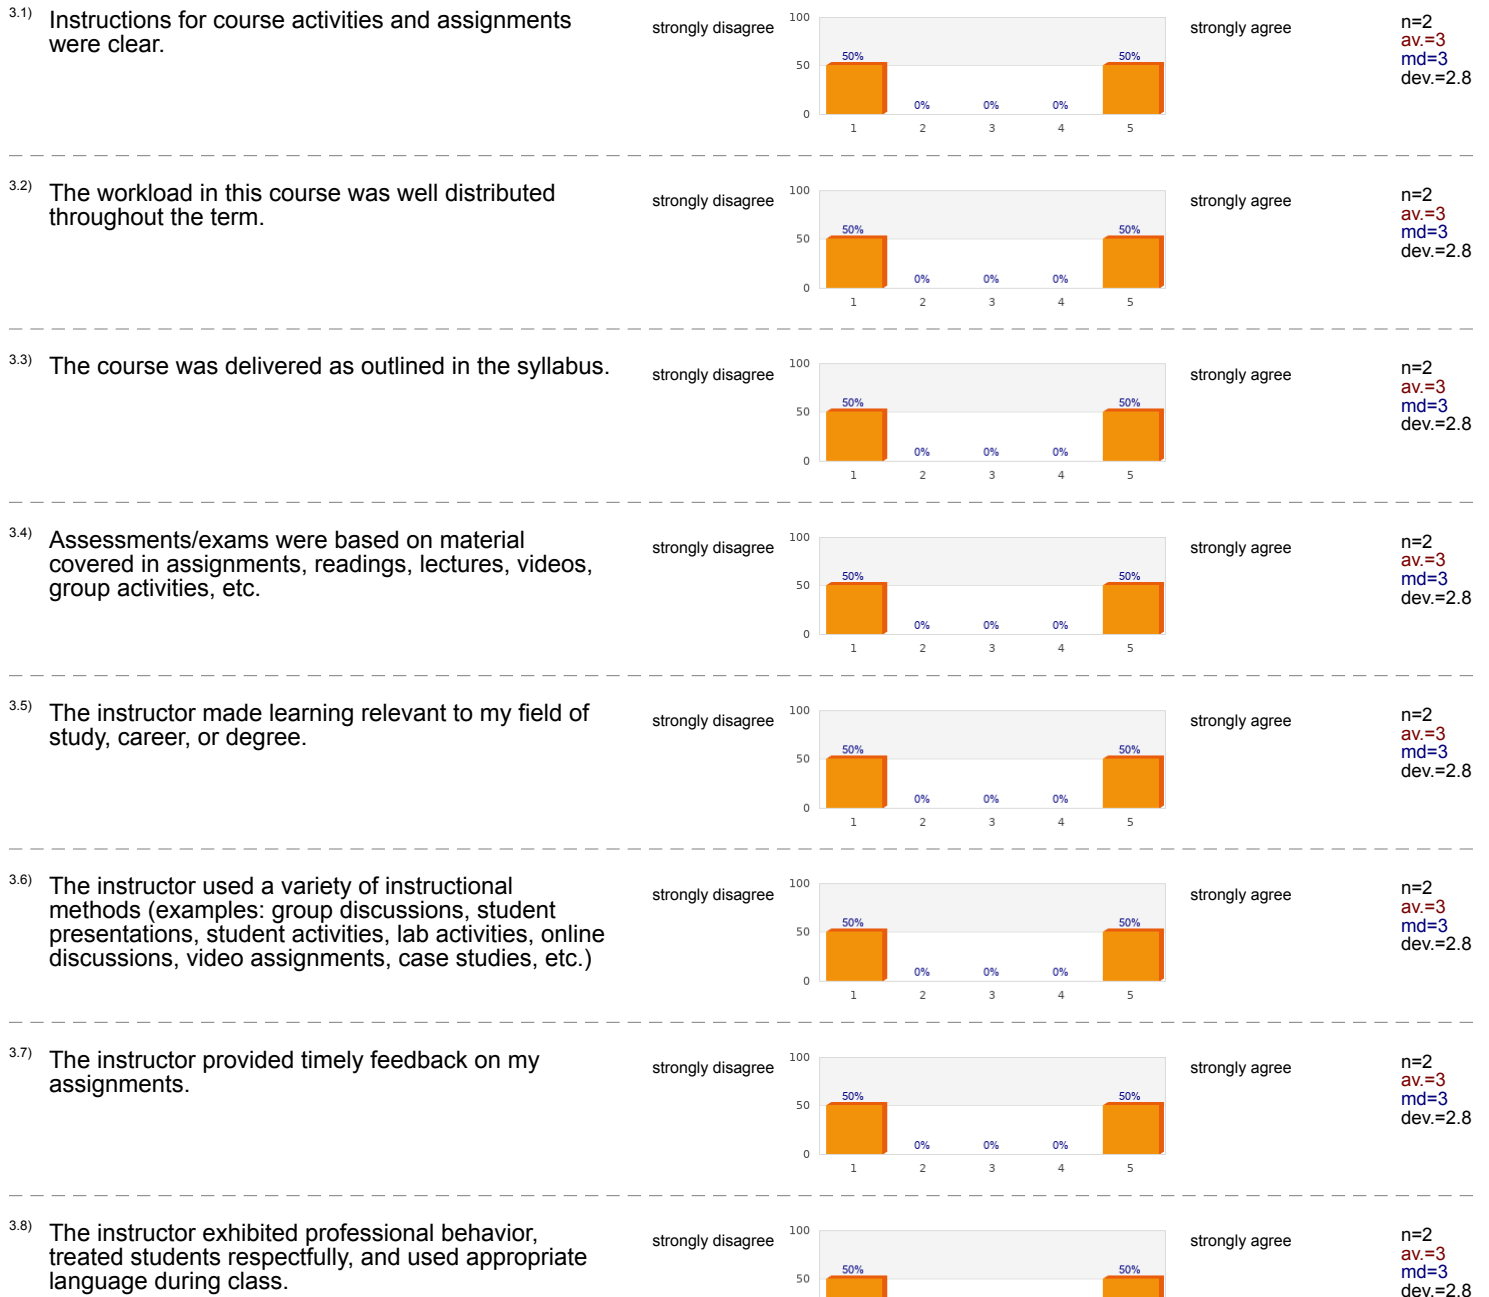 3.1) Instructions for course activities and assignments
were clear.
strongly disagree
100
50
0
50%
0%
0%
0%
50%
1 2 3 4 5
strongly agree
n=2
av.=3
md=3
dev.=2.8
3.2) The workload in this course was well distributed
throughout the term.
strongly disagree
100
50
0
50%
0%
0%
0%
50%
1 2 3 4 5
strongly agree
n=2
av.=3
md=3
dev.=2.8
3.3) The course was delivered as outlined in the syllabus.
strongly disagree
100
50
0
50%
0%
0%
0%
50%
1 2 3 4 5
strongly agree
n=2
av.=3
md=3
dev.=2.8
3.4) Assessments/exams were based on material
covered in assignments, readings, lectures, videos,
group activities, etc.
strongly disagree
100
50
0
50%
0%
0%
0%
50%
1 2 3 4 5
strongly agree
n=2
av.=3
md=3
dev.=2.8
3.5) The instructor made learning relevant to my field of
study, career, or degree.
strongly disagree
100
50
0
50%
0%
0%
0%
50%
1 2 3 4 5
strongly agree
n=2
av.=3
md=3
dev.=2.8
3.6) The instructor used a variety of instructional
methods (examples: group discussions, student
presentations, student activities, lab activities, online
discussions, video assignments, case studies, etc.)
strongly disagree
100
50
0
50%
0%
0%
0%
50%
1 2 3 4 5
strongly agree
n=2
av.=3
md=3
dev.=2.8
3.7) The instructor provided timely feedback on my
assignments.
strongly disagree
100
50
0
50%
0%
0%
0%
50%
1 2 3 4 5
strongly agree
n=2
av.=3
md=3
dev.=2.8
3.8) The instructor exhibited professional behavior,
treated students respectfully, and used appropriate
language during class.
strongly disagree
100
50
50%
50%
strongly agree
n=2
av.=3
md=3
dev.=2.8